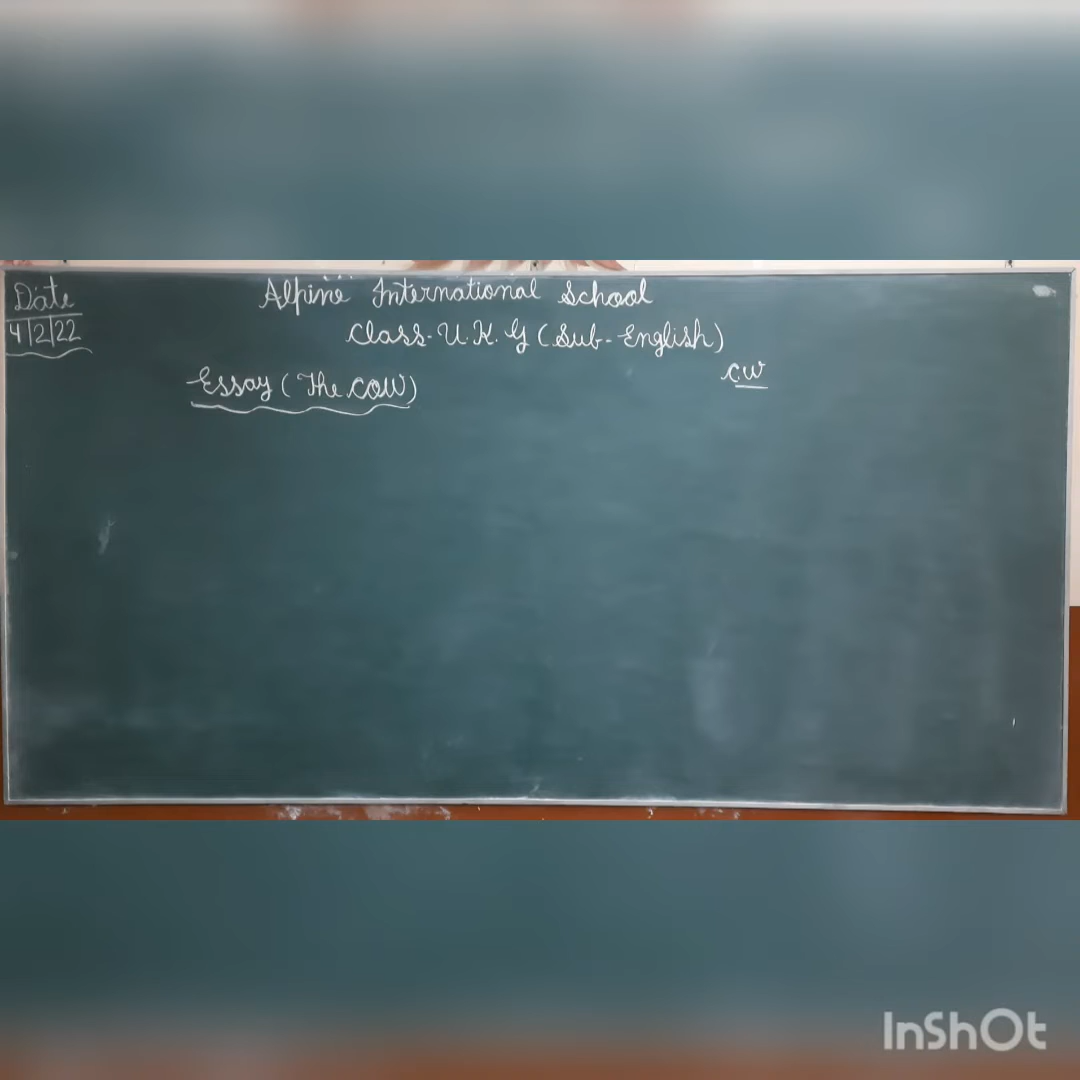 Date
4/2/22
Alpine International School
Class-U.K.G (Sub-English)
Essay (The COW)
C.W
InShOt